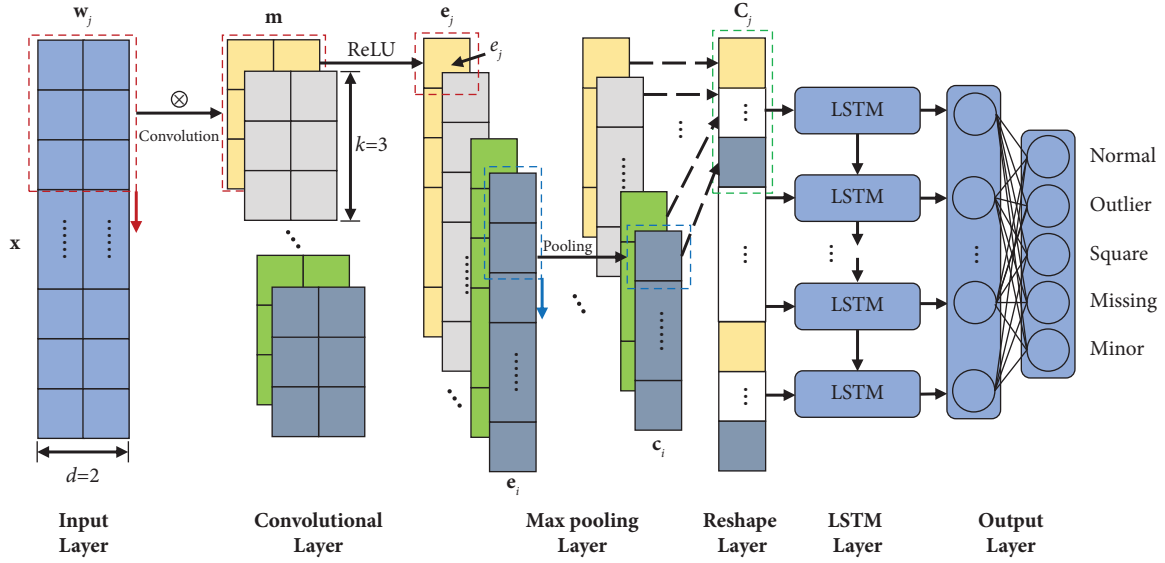 w_j
m
e_j
C_j
ReLU
e_j
⊗
Convolution
k=3
x
Pooling
LSTM
LSTM
LSTM
LSTM
Normal
Outlier
Square
Missing
Minor
d=2
e_i
c_i
Input
Layer
Convolutional
Layer
Max pooling
Layer
Reshape
Layer
LSTM
Layer
Output
Layer